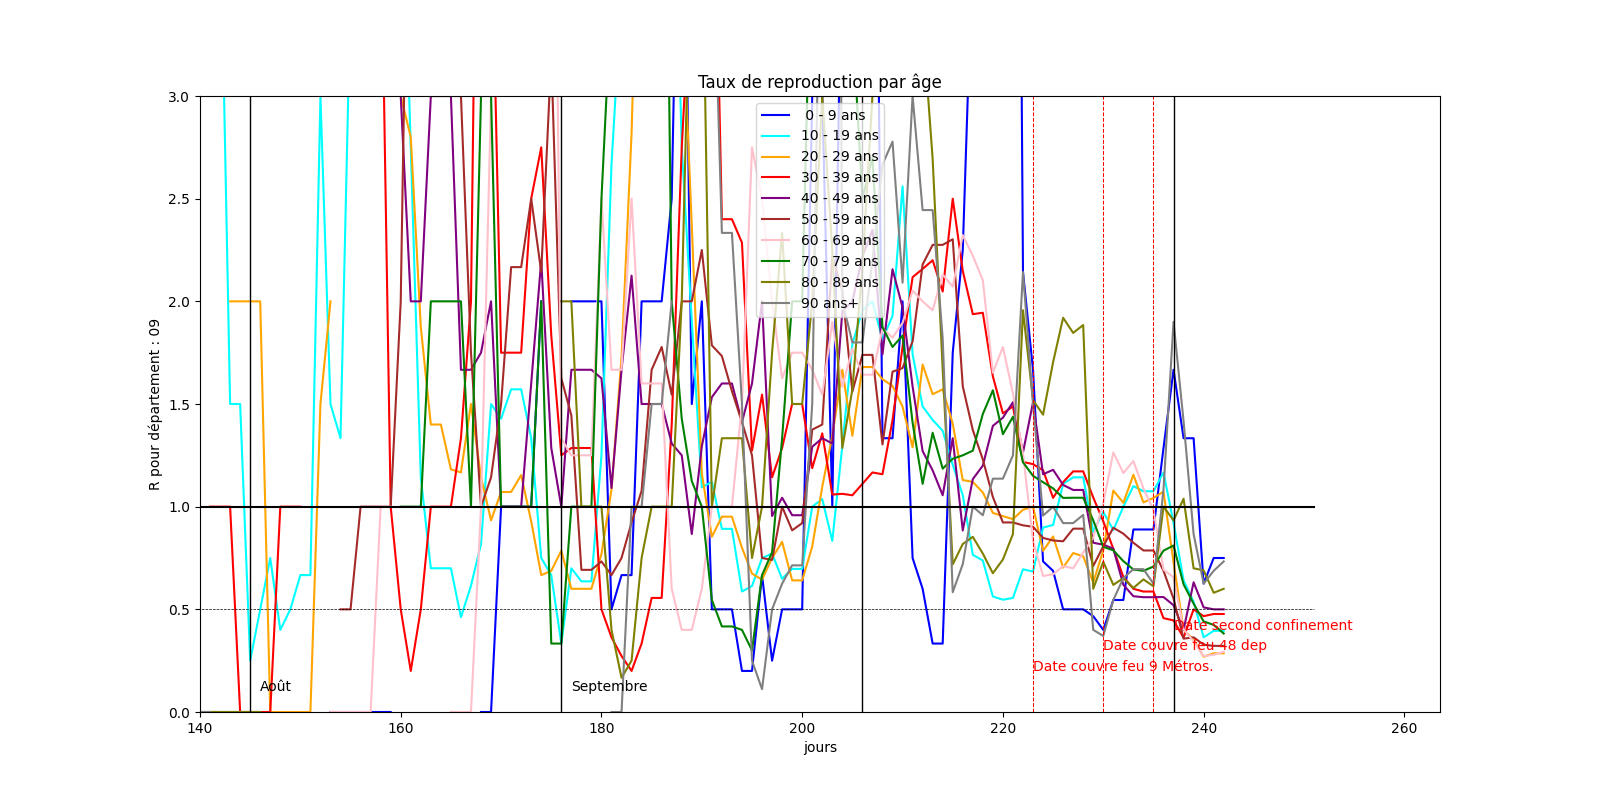 Taux de reproduction par âge
R pour département : 09
3.0
2.5
2.0
1.5
1.0
0.5
0.0
0 - 9 ans
10 - 19 ans
20 - 29 ans
30 - 39 ans
40 - 49 ans
50 - 59 ans
60 - 69 ans
70 - 79 ans
80 - 89 ans
90 ans+
Date second confinement
Date couvre feu 48 dep
Date couvre feu 9 Métros.
Août
Septembre
140 160 180 200 220 240 260
jours